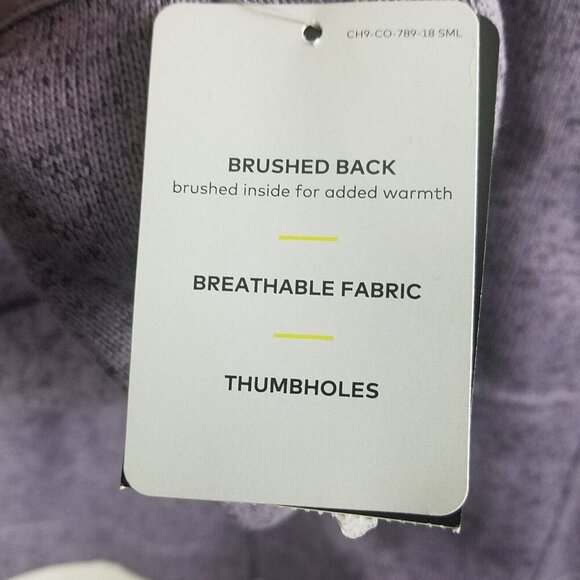 CH9-CO-789-18 SML
BRUSHED BACK
brushed inside for added warmth
BREATHABLE FABRIC
THUMBHOLES